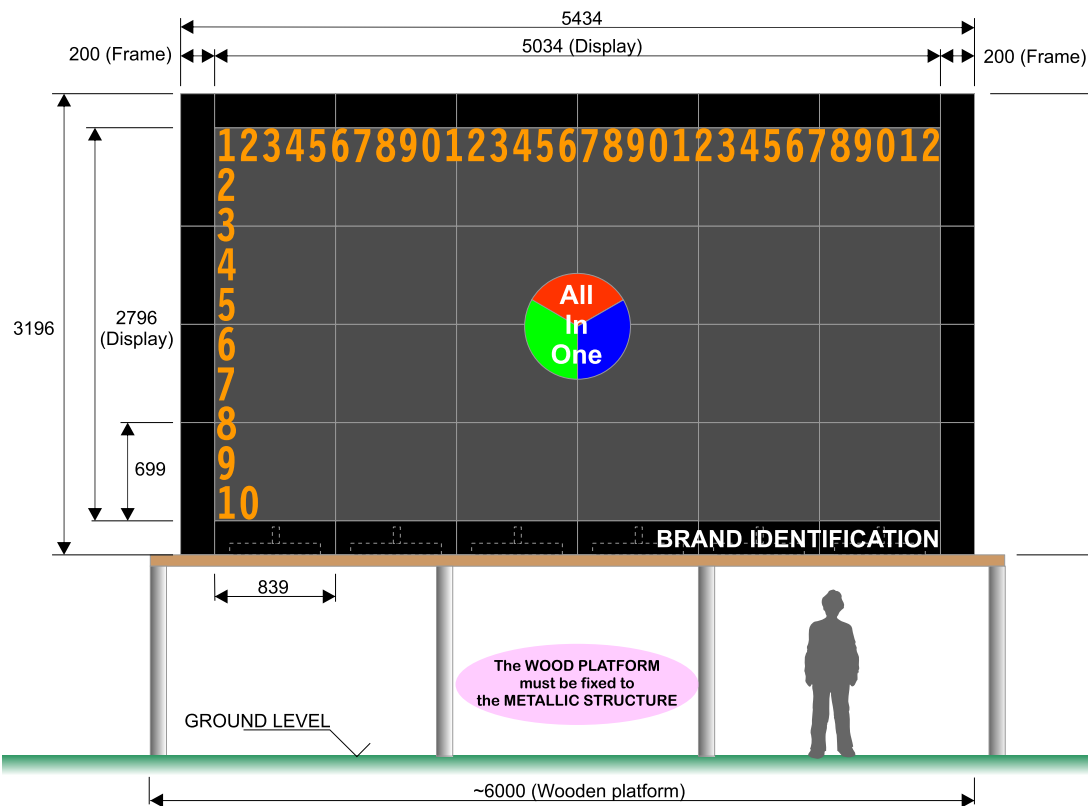 5434
200 (Frame)
5034 (Display)
200 (Frame)
12345678901234567890123456789012
2
3
4
5
6
7
8
9
10
All
In
One
3196
2796
(Display)
699
BRAND IDENTIFICATION
839
The WOOD PLATFORM
must be fixed to
the METALLIC STRUCTURE
GROUND LEVEL
~6000 (Wooden platform)